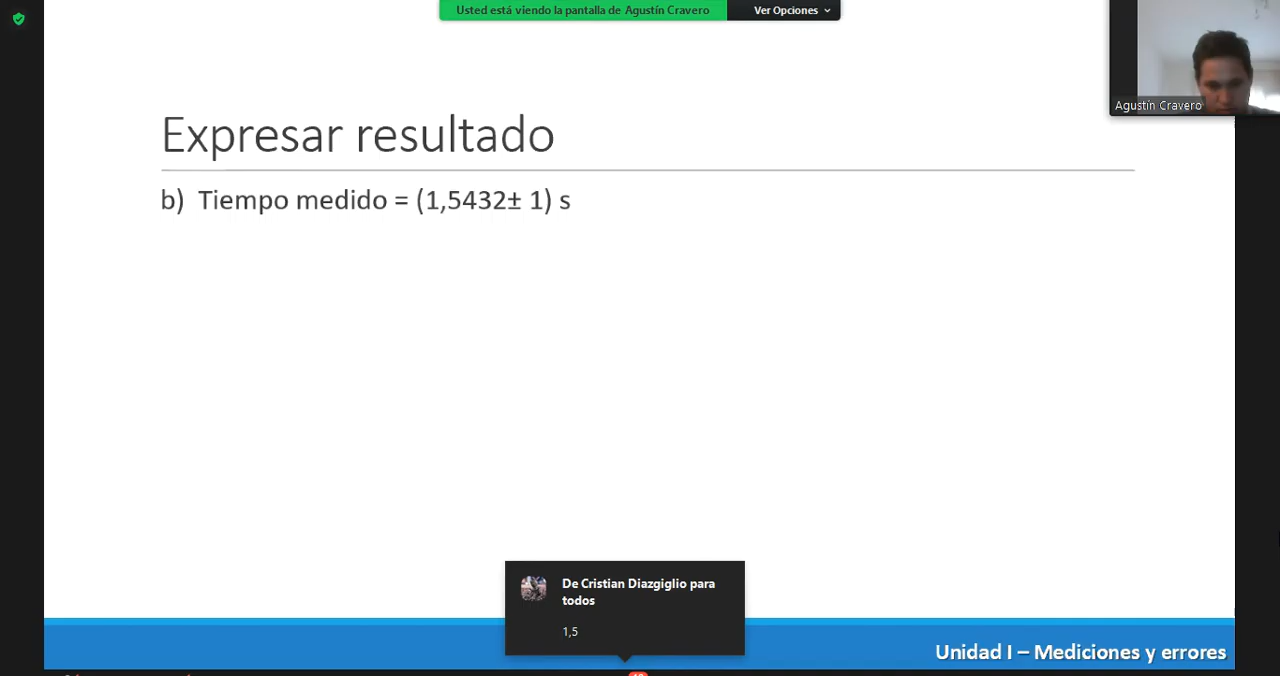 Usted está viendo la pantalla de Agustín Cravero
Ver Opciones
Agustín Cravero
Expresar resultado
b) Tiempo medido = (1,5432± 1) s
De Cristian Diazgiglio para
todos
1,5
Unidad I – Mediciones y errores